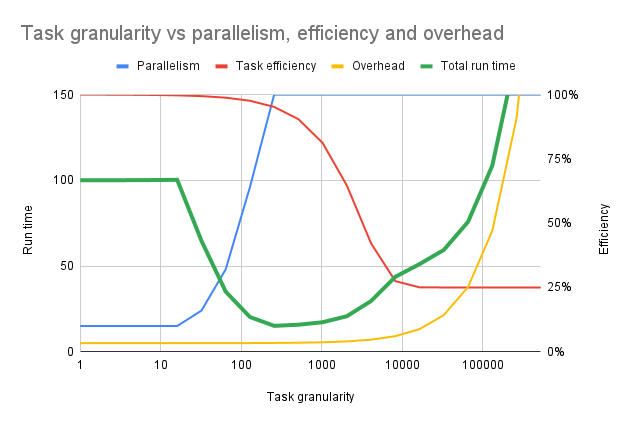 Task granularity vs parallelism, efficiency and overhead
Parallelism Task efficiency Overhead Total run time
150 100%
75%
100
50%
50
25%
0 0%
1 10 100 1000 10000 100000
Run time
Efficiency
Task granularity